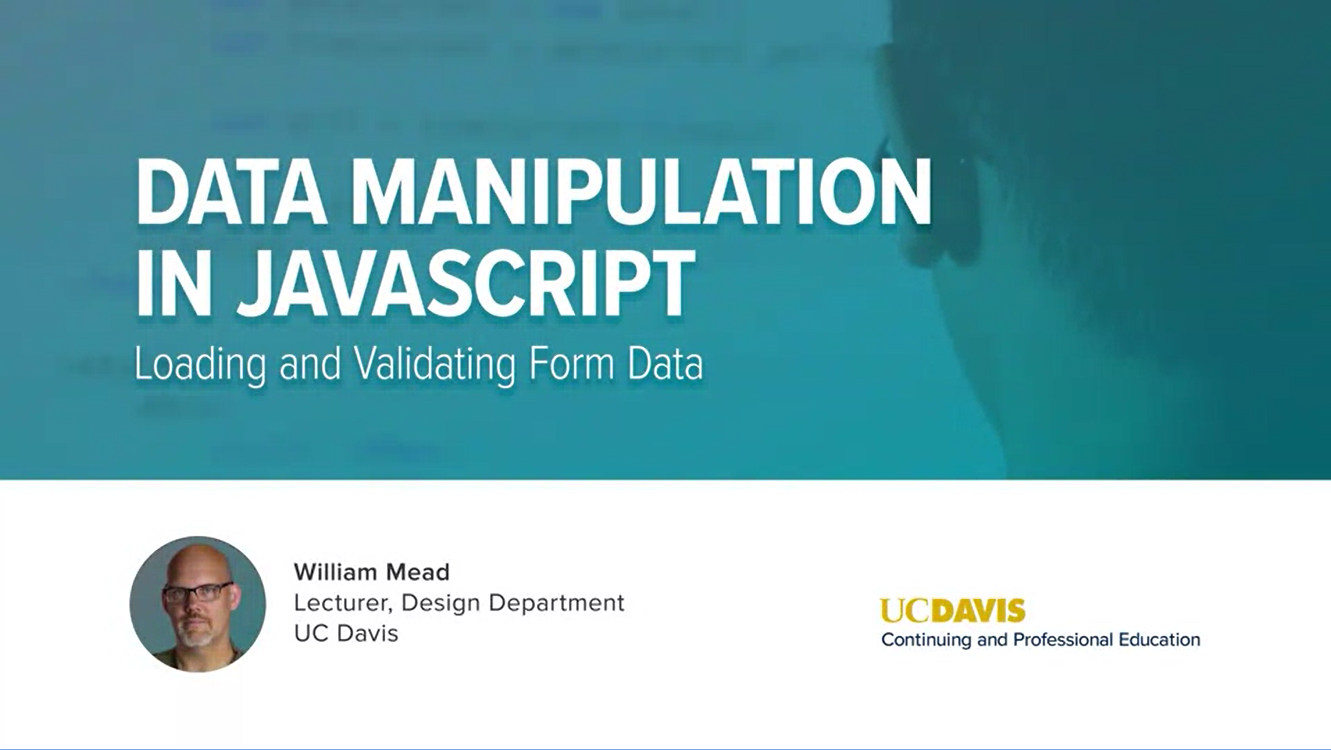 DATA MANIPULATION
IN JAVASCRIPT
Loading and Validating Form Data
William Mead
Lecturer, Design Department
UC Davis
UCDAVIS
Continuing and Professional Education